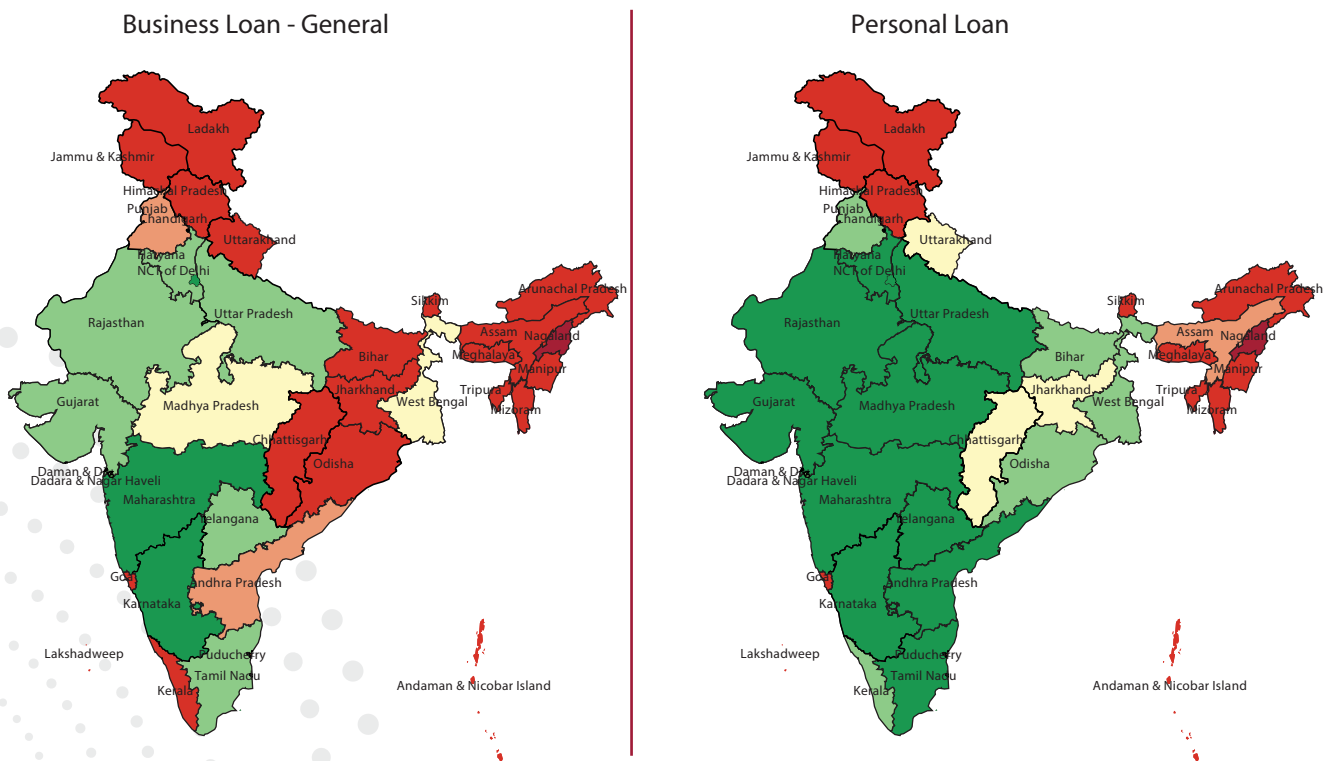 Business Loan - General
Ladakh
Jammu & Kashmir
Himachal Pradesh
Punjab
Chandigarh
Uttarakhand
Haryana
NCT of Delhi
Arunachal Pradesh
Sikkim
Uttar Pradesh
Rajasthan
Assam
Nagaland
Bihar
Meghalaya
Manipur
Jharkhand
Tripura
Gujarat
West Bengal
Madhya Pradesh
Mizoram
Chhattisgarh
Odisha
Daman & Di
Dadara & Nagar Haveli
Maharashtra
Telangana
Goa
Andhra Pradesh
Karnataka
Lakshadweep
Puducherry
Tamil Nadu
Kerala
Andaman & Nicobar Island
Personal Loan
Ladakh
Jammu & Kashmir
Himachal Pradesh
Punjab
Chandigarh
Uttarakhand
Haryana
NCT of Delhi
Arunachal Pradesh
Sikkim
Uttar Pradesh
Rajasthan
Assam
Nagaland
Bihar
Meghalaya
Manipur
Jharkhand
Tripura
Gujarat
West Bengal
Madhya Pradesh
Mizoram
Chhattisgarh
Odisha
Daman & Di
Dadara & Nagar Haveli
Maharashtra
Telangana
Goa
Andhra Pradesh
Karnataka
Lakshadweep
Puducherry
Tamil Nadu
Kerala
Andaman & Nicobar Island